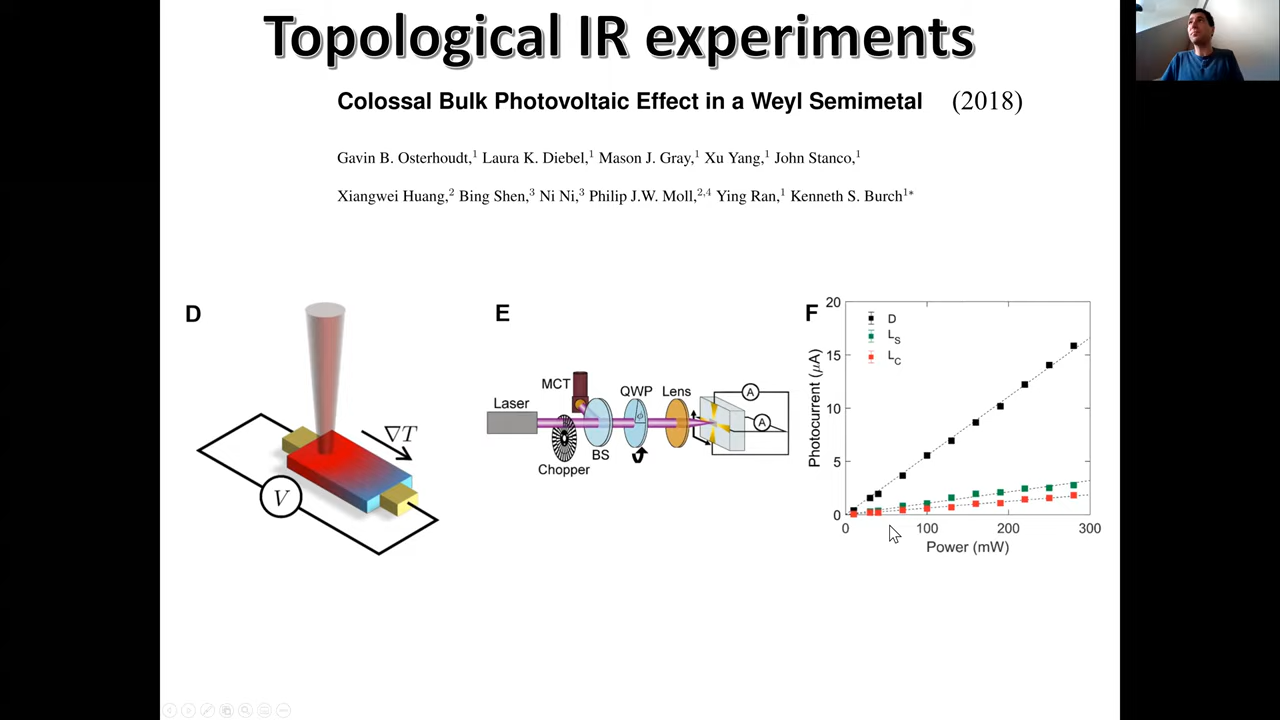 Topological IR experiments
Colossal Bulk Photovoltaic Effect in a Weyl Semimetal (2018)
Gavin B. Osterhoudt,¹ Laura K. Diebel,¹ Mason J. Gray,¹ Xu Yang,¹ John Stanco,¹
Xiangwei Huang,² Bing Shen,³ Ni Ni,³ Philip J.W. Moll,²,⁴ Ying Ran,¹ Kenneth S. Burch¹*
D
∇T
V
E
Laser
MCT
Chopper
BS
QWP
ϕ
Lens
A
A
F
D
L_S
L_C
Photocurrent (μA)
20
15
10
5
0
0 100 200 300
Power (mW)